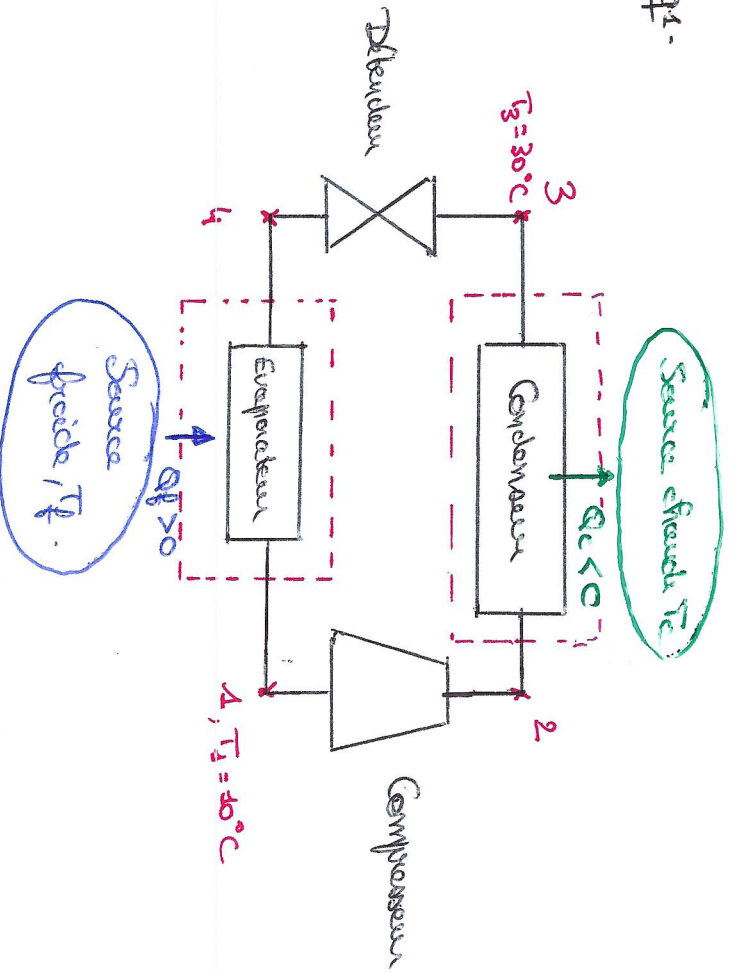 Q1-
Source chaude Tc
Qc < 0
3
T3 = 30°C
Condenseur
2
Détendeur
Compresseur
4
Evaporateur
1, T1 = 10°C
Qf > 0
Source
froide, Tf.